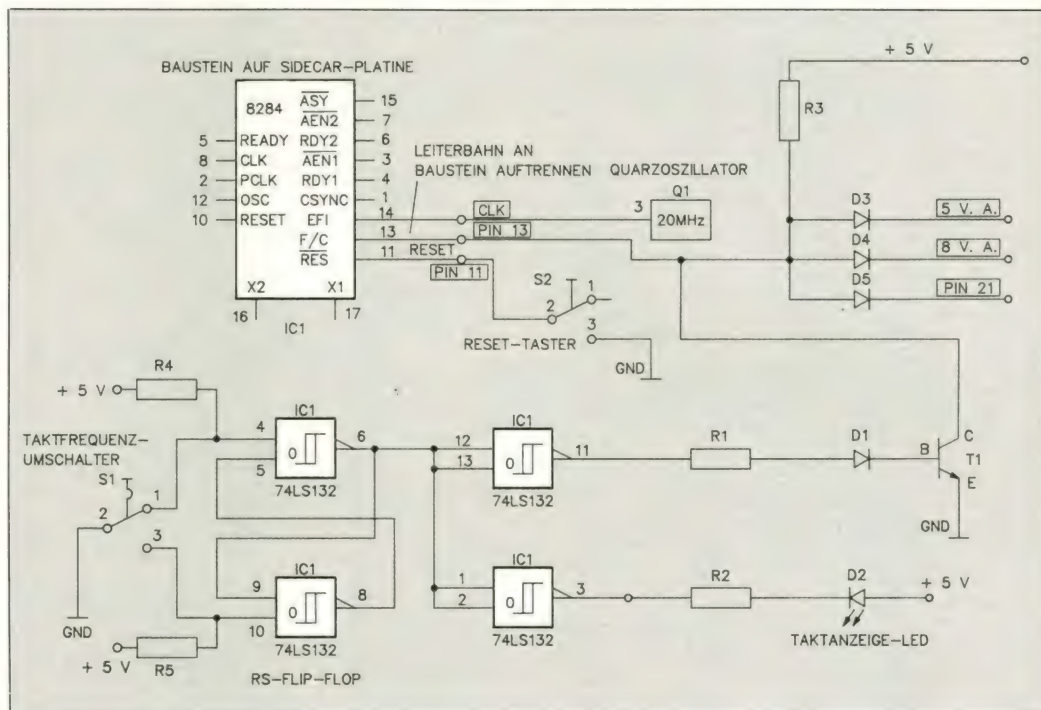 BAUSTEIN AUF SIDECAR-PLATINE
8284
ASY 15
AEN2 7
5 READY RDY2 6
8 CLK AEN1 3
2 PCLK RDY1 4
12 OSC CSYNC 1
10 RESET EFI 14
F/C 13
RES 11
X2 X1
16 17
IC1
LEITERBAHN AN
BAUSTEIN AUFTRENNEN
QUARZOSZILLATOR
Q1
3 20MHz
CLK
PIN 13
RESET
PIN 11
S2
1
2
3
RESET-TASTER
GND
+ 5 V
R3
D3 5 V. A.
D4 8 V. A.
D5 PIN 21
R4
+ 5 V
TAKTFREQUENZ-
UMSCHALTER
S1
1
2
3
GND
+ 5 V
R5
IC1
4
5
6
74LS132
IC1
9
10
8
74LS132
RS-FLIP-FLOP
IC1
12
13
11
74LS132
IC1
1
2
3
74LS132
R1
D1
B C
T1
E
GND
R2
D2
+ 5 V
TAKTANZEIGE-LED